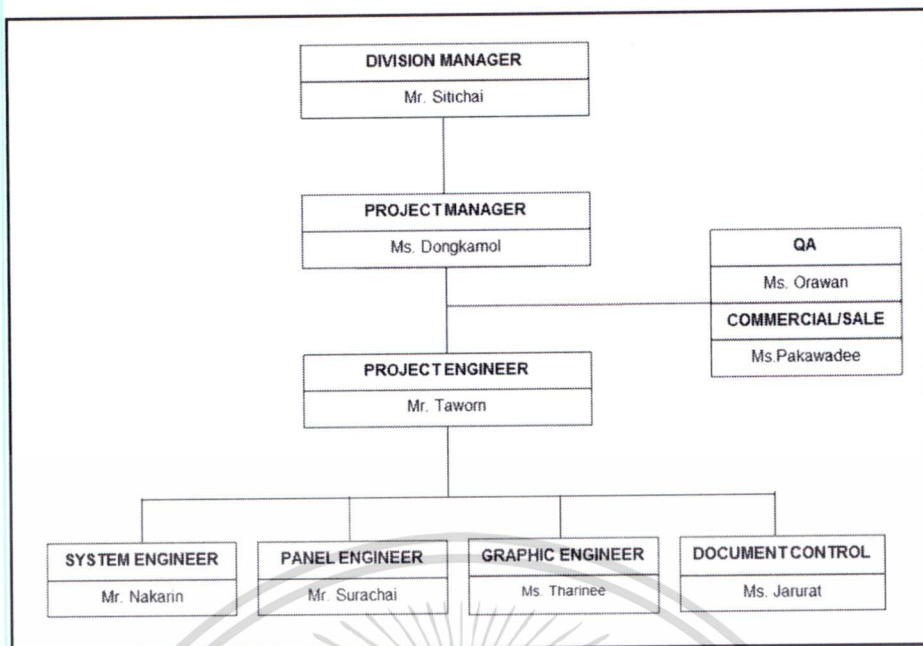 DIVISION MANAGER
Mr. Sitichai
PROJECT MANAGER
Ms. Dongkamol
QA
Ms. Orawan
COMMERCIAL/SALE
Ms.Pakawadee
PROJECT ENGINEER
Mr. Taworn
SYSTEM ENGINEER
Mr. Nakarin
PANEL ENGINEER
Mr. Surachai
GRAPHIC ENGINEER
Ms. Tharinee
DOCUMENT CONTROL
Ms. Jarurat